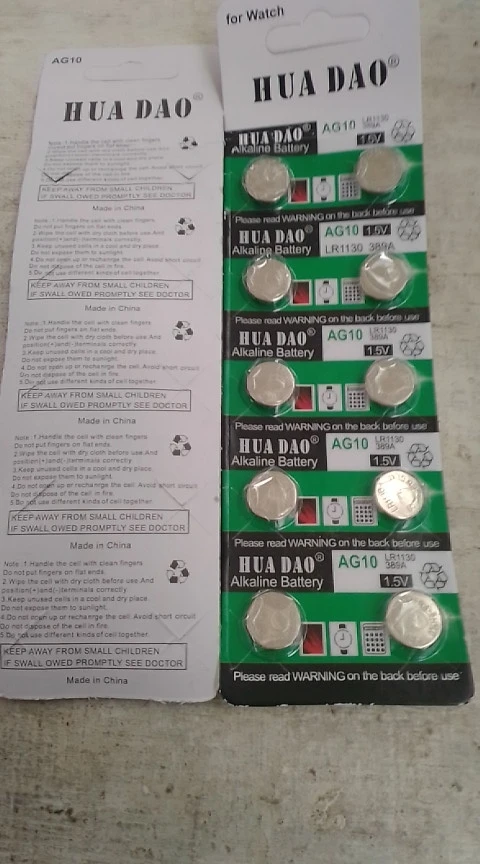 AG10
HUA DAO®
KEEP AWAY FROM SMALL CHILDREN
IF SWALL OWED PROMPTLY SEE DOCTOR
Made in China
Note :1.Handle the cell with clean fingers
Do not put fingers on flat ends.
2.Wipe the cell with dry cloth before use.And
position(+)and(-)terminals correctly.
3.Keep unused cells in a cool and dry place
Do not expose them to sunlight
4.Do not open up or recharge the cell. Avoid short circuit
Do not dispose of the cell in fire.
5.Do not use different kinds of cell together.
KEEP AWAY FROM SMALL CHILDREN
IF SWALL OWED PROMPTLY SEE DOCTOR
Made in China
Note :1.Handle the cell with clean fingers
Do not put fingers on flat ends.
2.Wipe the cell with dry cloth before use.And
position(+)and(-)terminals correctly.
3.Keep unused cells in a cool and dry place.
Do not expose them to sunlight.
4.Do not open up or recharge the cell. Avoid short circuit
Do not dispose of the cell in fire.
5.Do not use different kinds of cell together.
KEEP AWAY FROM SMALL CHILDREN
IF SWALL OWED PROMPTLY SEE DOCTOR
Made in China
Note :1.Handle the cell with clean fingers
Do not put fingers on flat ends.
2.Wipe the cell with dry cloth before use.And
position(+)and(-)terminals correctly
3.Keep unused cells in a cool and dry place.
Do not expose them to sunlight
4.Do not open up or recharge the cell. Avoid short circuit
Do not dispose of the cell in fire.
5.Do not use different kinds of cell together.
KEEP AWAY FROM SMALL CHILDREN
IF SWALL OWED PROMPTLY SEE DOCTOR
Made in China
Note :1.Handle the cell with clean fingers
Do not put fingers on flat ends.
2.Wipe the cell with dry cloth before use.And
position(+)and(-)terminals correctly
3.Keep unused cells in a cool and dry place
Do not expose them to sunlight.
4.Do not open up or recharge the cell. Avoid short circuit
Do not dispose of the cell in fire.
5.Do not use different kinds of cell together.
KEEP AWAY FROM SMALL CHILDREN
IF SWALL OWED PROMPTLY SEE DOCTOR
Made in China
for Watch
HUA DAO®
HUA DAO® AG10 LR1130 389A
Alkaline Battery 1.5V
Please read WARNING on the back before use
HUA DAO® AG10 1.5V
Alkaline Battery LR1130 389A
Please read WARNING on the back before use
HUA DAO® AG10 LR1130 389A
Alkaline Battery 1.5V
Please read WARNING on the back before use
HUA DAO® AG10 LR1130 389A
Alkaline Battery 1.5V
Please read WARNING on the back before use
HUA DAO® AG10 LR1130 389A
Alkaline Battery 1.5V
Please read WARNING on the back before use